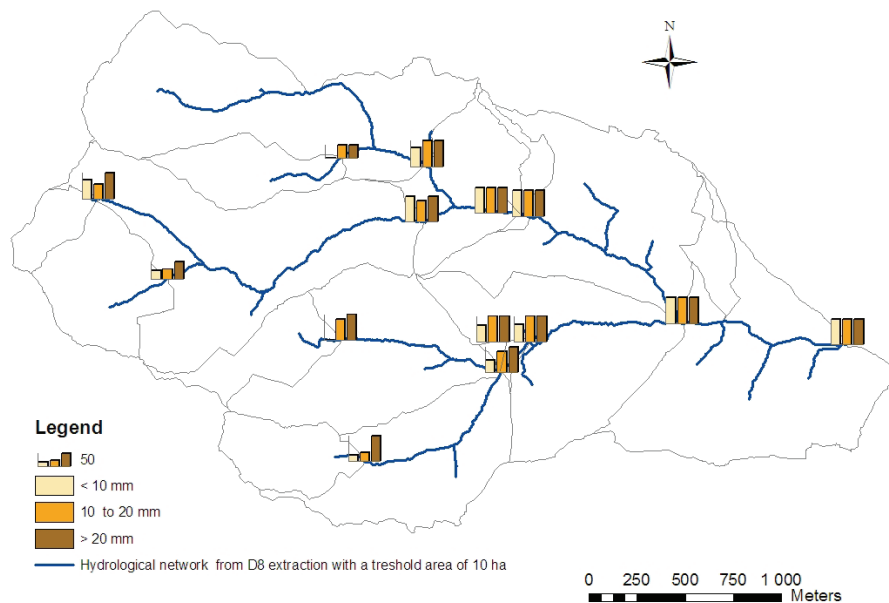 N
Legend
50
< 10 mm
10 to 20 mm
> 20 mm
Hydrological network from D8 extraction with a treshold area of 10 ha
0 250 500 750 1 000
Meters